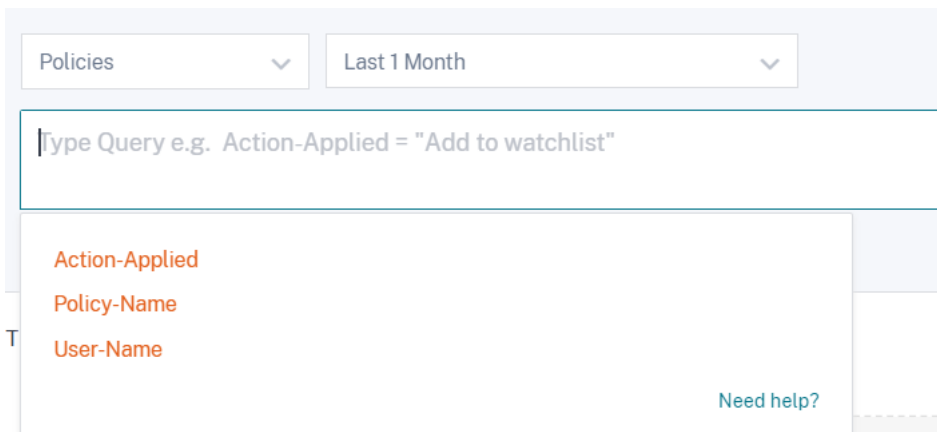 Policies
Last 1 Month
Type Query e.g. Action-Applied = "Add to watchlist"
Action-Applied
Policy-Name
T
User-Name
Need help?